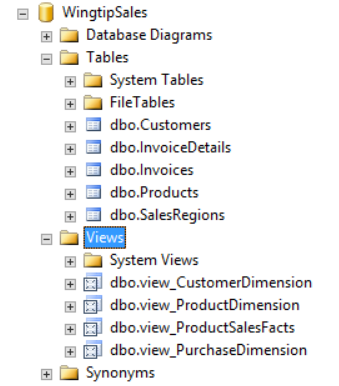 WingtipSales
Database Diagrams
Tables
System Tables
FileTables
dbo.Customers
dbo.InvoiceDetails
dbo.Invoices
dbo.Products
dbo.SalesRegions
Views
System Views
dbo.view_CustomerDimension
dbo.view_ProductDimension
dbo.view_ProductSalesFacts
dbo.view_PurchaseDimension
Synonyms